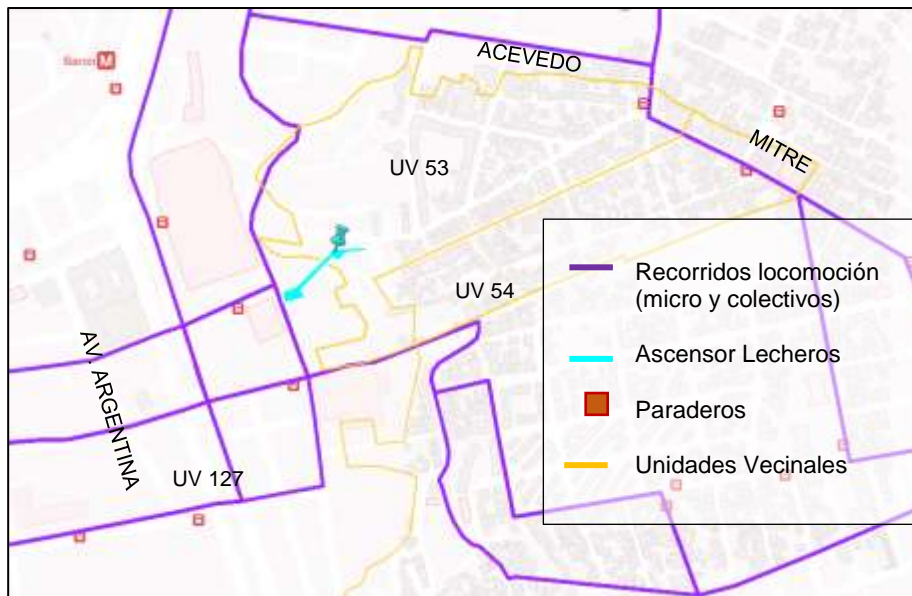 ACEVEDO
Barón
M
MITRE
UV 53
UV 54
AV. ARGENTINA
UV 127
Recorridos locomoción
(micro y colectivos)
Ascensor Lecheros
Paraderos
Unidades Vecinales